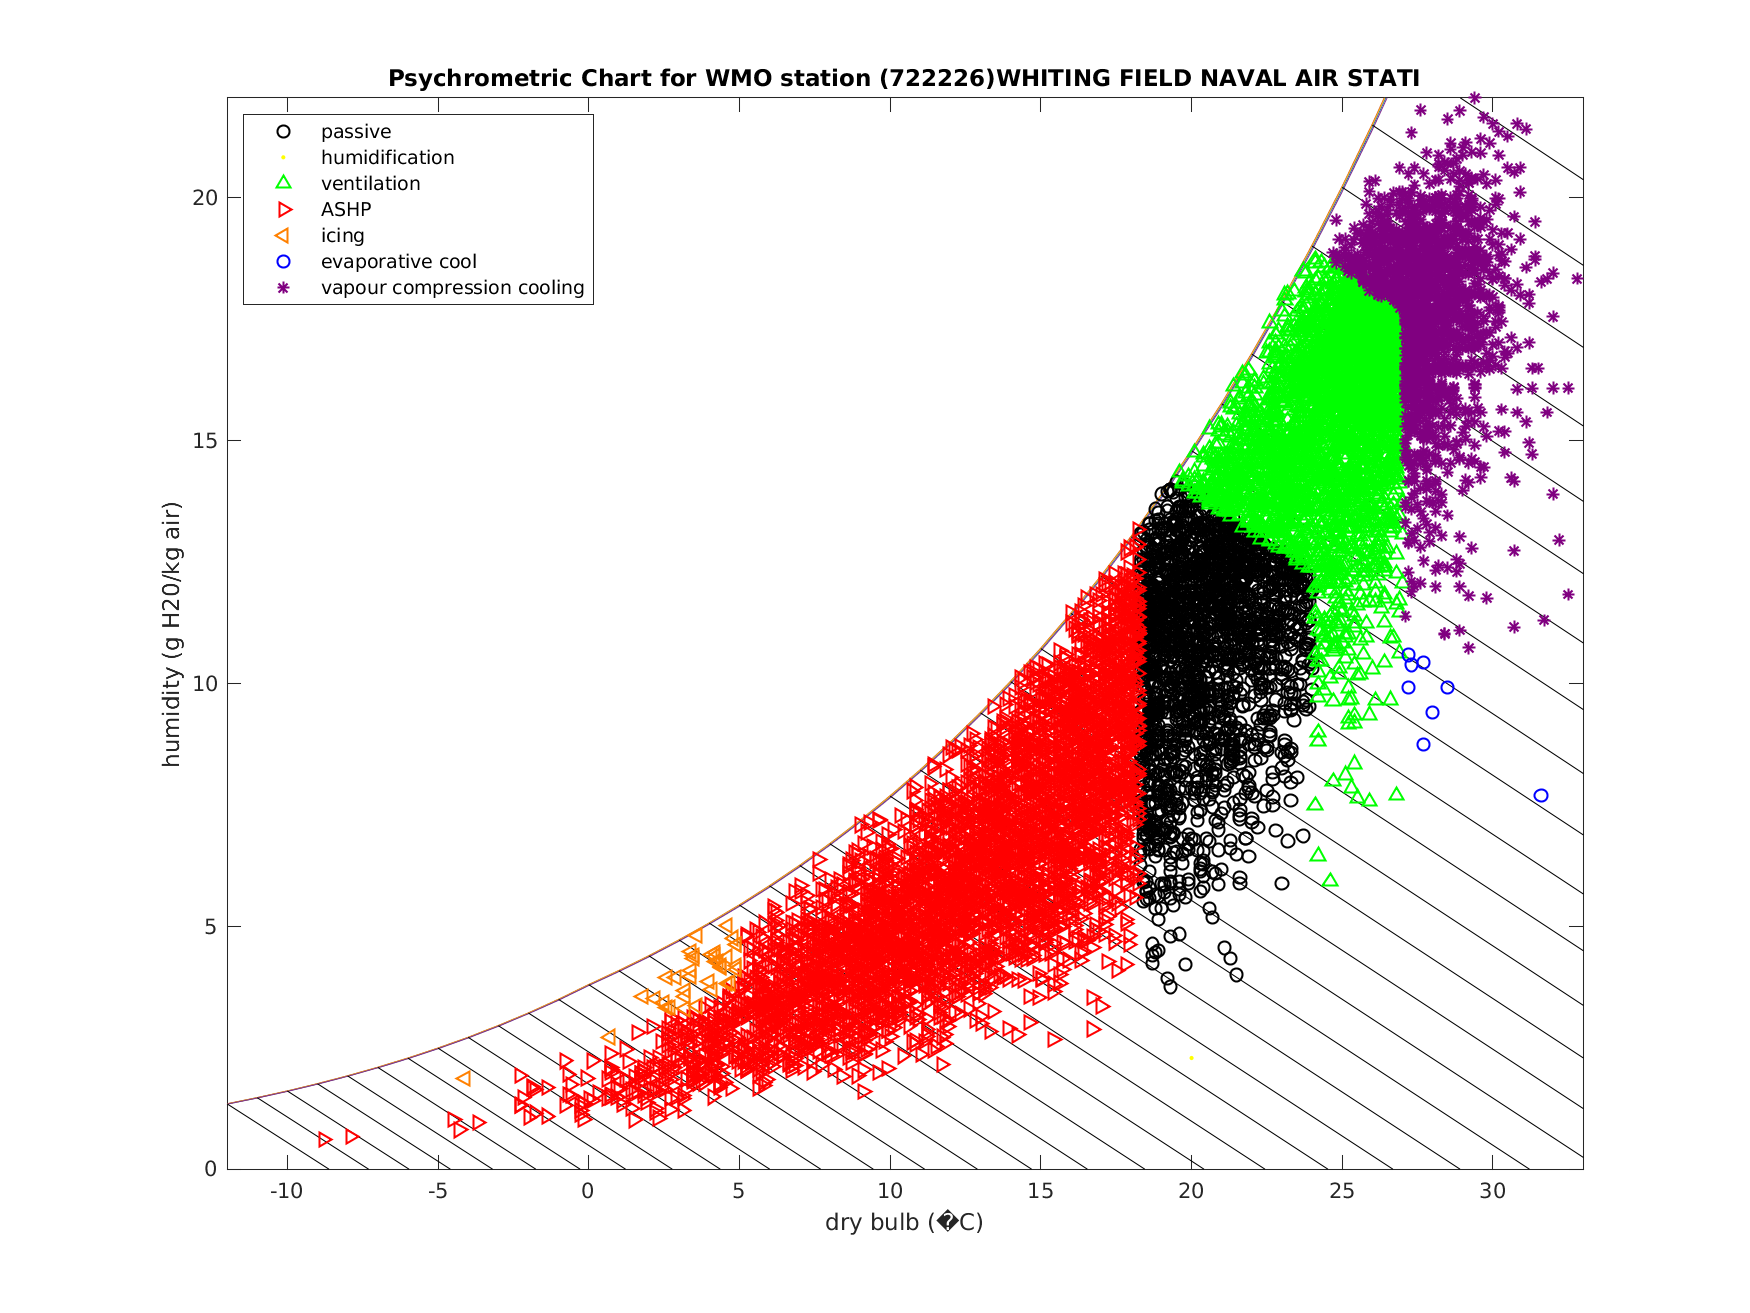 Psychrometric Chart for WMO station (722226)WHITING FIELD NAVAL AIR STATI
passive
humidification
ventilation
ASHP
icing
evaporative cool
vapour compression cooling
20
15
10
5
0
humidity (g H20/kg air)
-10 -5 0 5 10 15 20 25 30
dry bulb (�C)